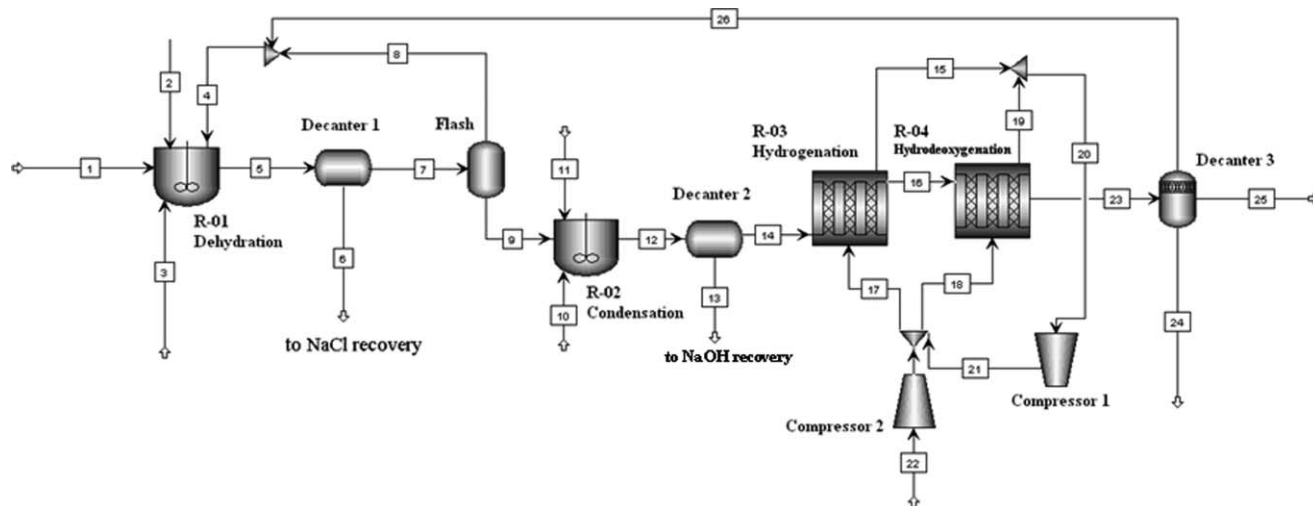 26
15
8
2
4
Decanter 1
Flash
R-03
Hydrogenation
19
R-04
Hydrodeoxygenation
20
Decanter 3
1
5
7
11
Decanter 2
16
23
25
R-01
Dehydration
9
12
14
3
6
R-02
Condensation
10
13
17
18
24
to NaCl recovery
to NaOH recovery
21
Compressor 1
Compressor 2
22